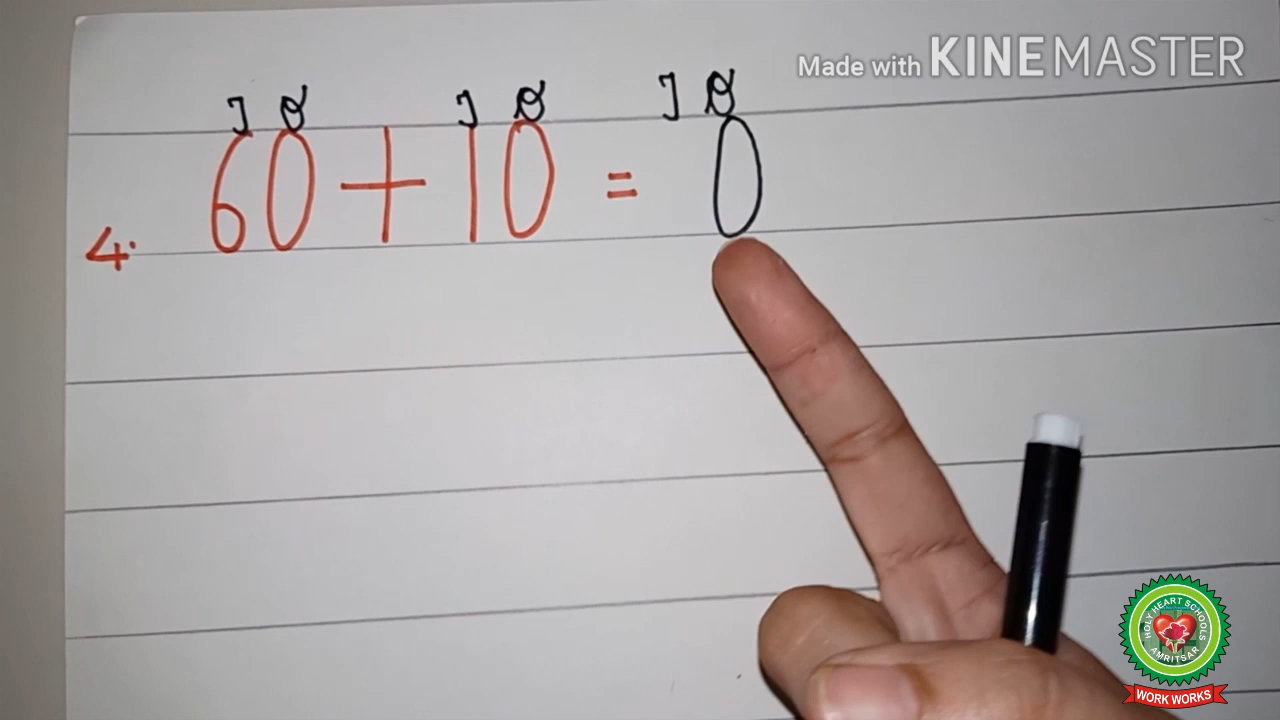 Made with KINEMASTER
T O T O T O
4. 60 + 10 = 0
HOLY HEART SCHOOLS
AMRITSAR
WORK WORKS